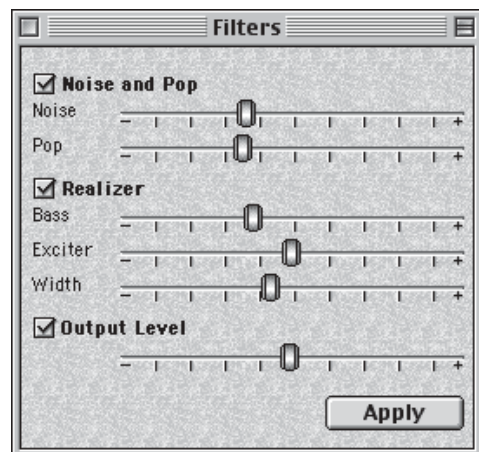 Filters
Noise and Pop
Noise
- +
Pop
- +
Realizer
Bass
- +
Exciter
- +
Width
- +
Output Level
- +
Apply